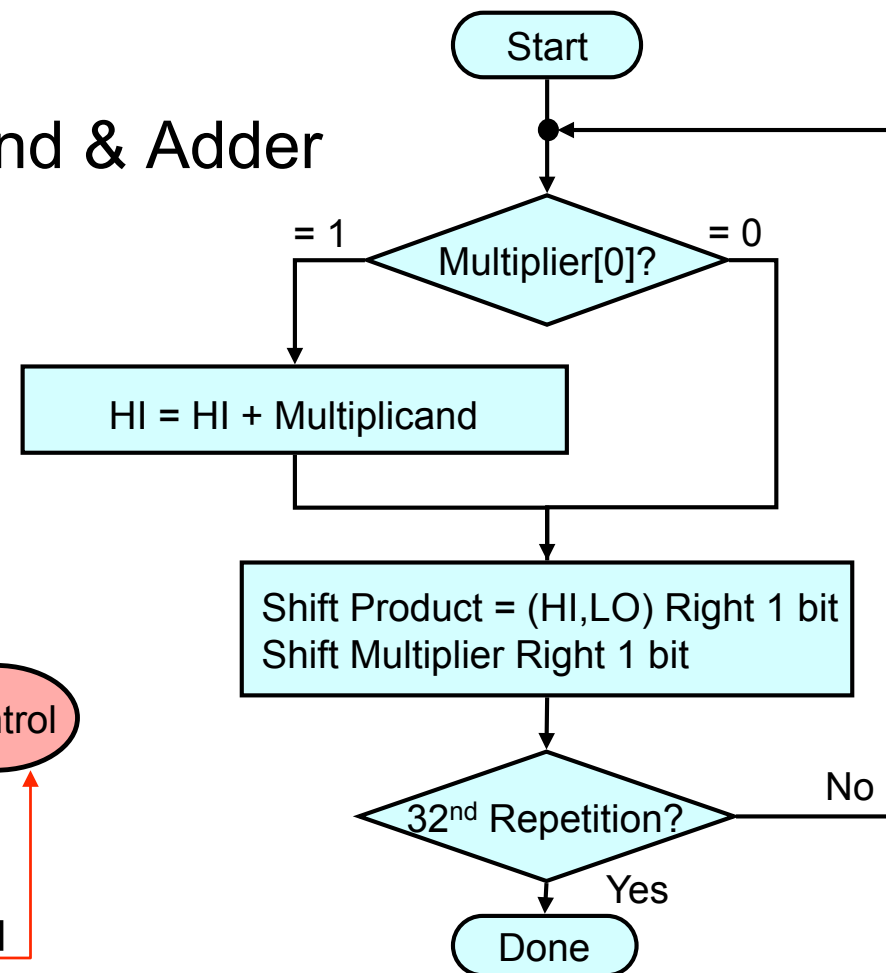 Start
nd & Adder
= 1
= 0
Multiplier[0]?
HI = HI + Multiplicand
Shift Product = (HI,LO) Right 1 bit
Shift Multiplier Right 1 bit
ntrol
32nd Repetition?
No
Yes
Done